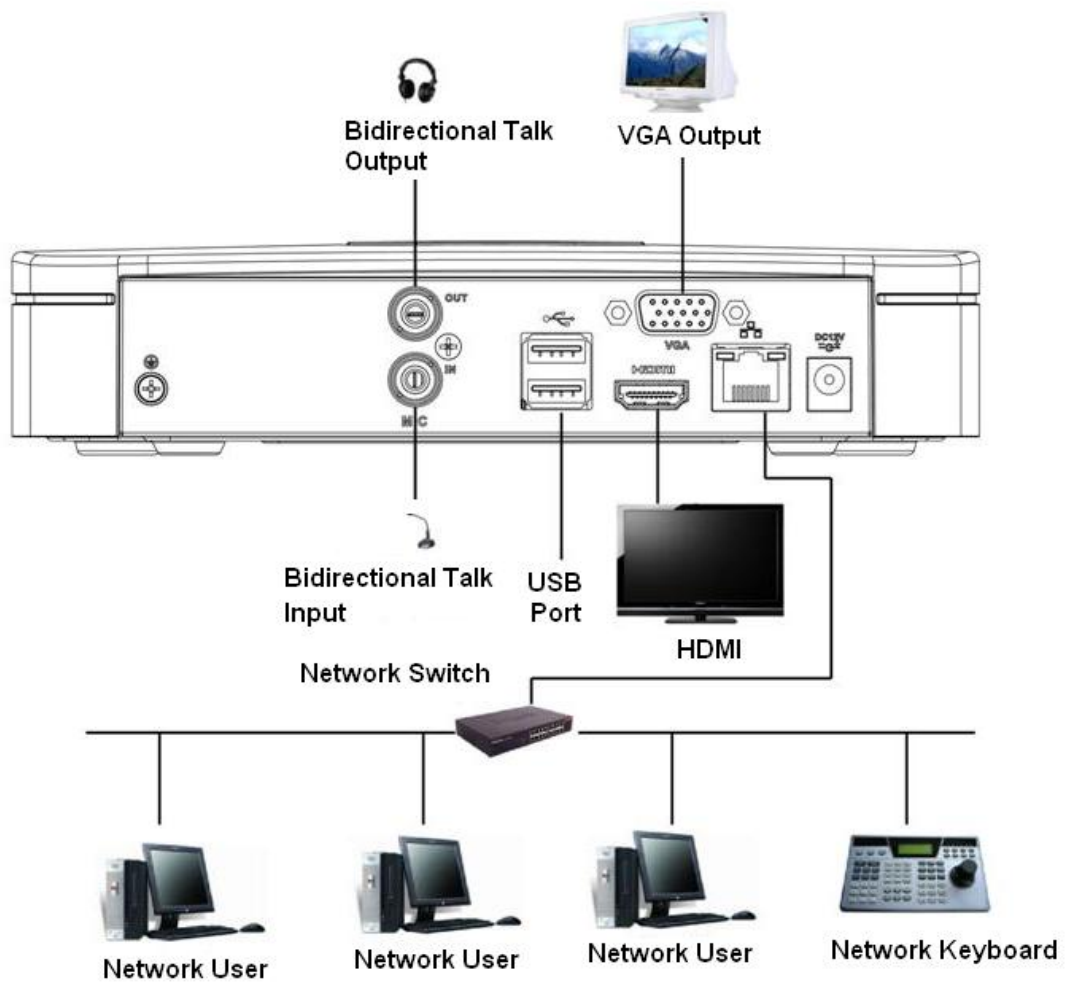 Bidirectional Talk
Output
VGA Output
OUT
IN
MIC
VGA
HDMI
DC12V
Bidirectional Talk
Input
USB
Port
HDMI
Network Switch
Network User
Network User
Network User
Network Keyboard